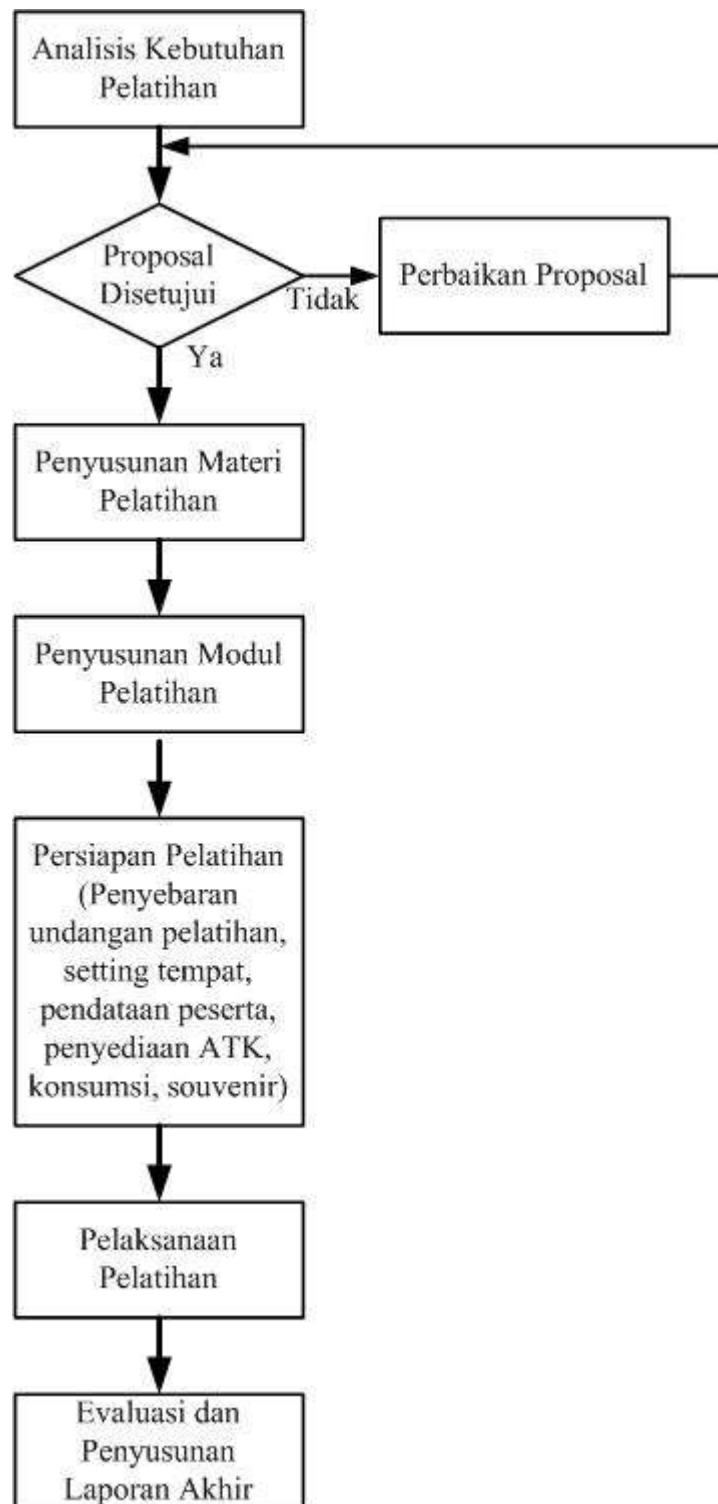 Analisis Kebutuhan
Pelatihan
Proposal
Disetujui
Tidak
Perbaikan Proposal
Ya
Penyusunan Materi
Pelatihan
Penyusunan Modul
Pelatihan
Persiapan Pelatihan
(Penyebaran
undangan pelatihan,
setting tempat,
pendataan peserta,
penyediaan ATK,
konsumsi, souvenir)
Pelaksanaan
Pelatihan
Evaluasi dan
Penyusunan
Laporan Akhir